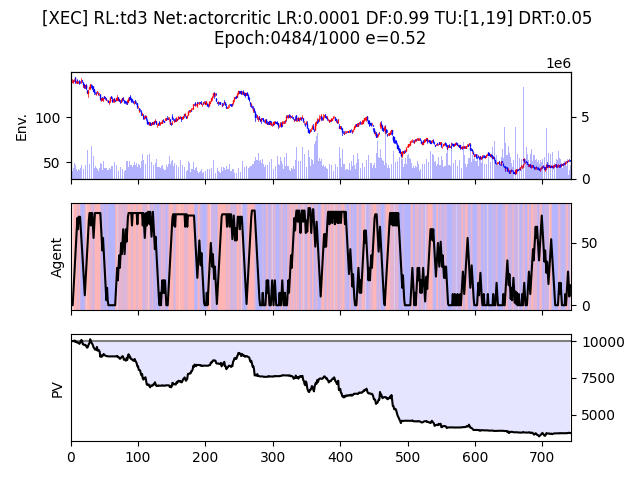 [XEC] RL:td3 Net:actorcritic LR:0.0001 DF:0.99 TU:[1,19] DRT:0.05
Epoch:0484/1000 e=0.52
1e6
Env.
100
50
5
0
Agent
50
0
PV
10000
7500
5000
0 100 200 300 400 500 600 700